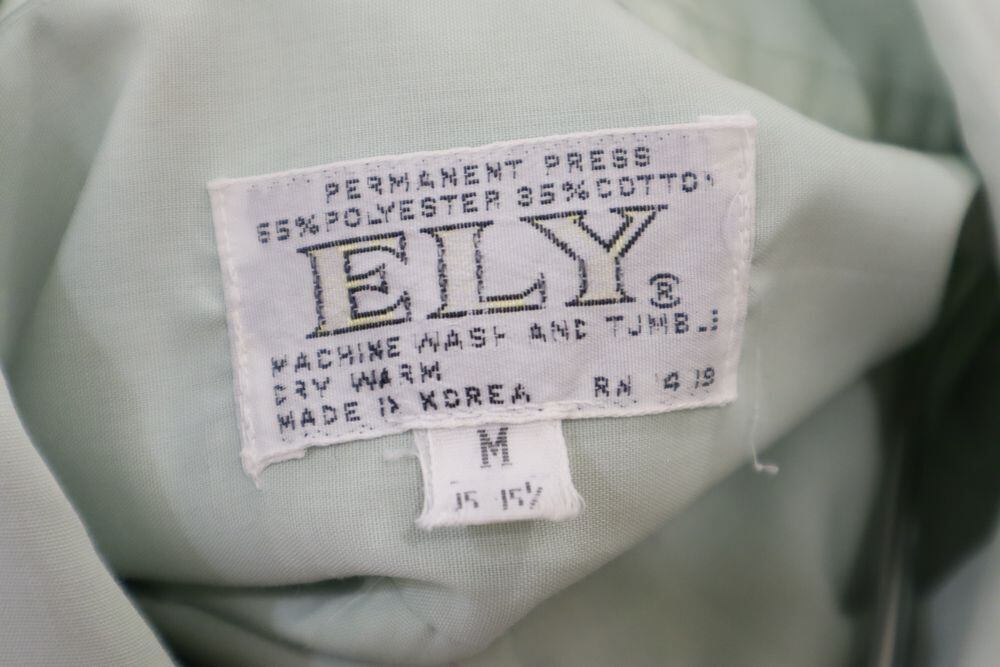 PERMANENT PRESS
65% POLYESTER 35% COTTON
ELY®
MACHINE WASH AND TUMBLE
DRY WARM
MADE IN KOREA RN
M
15 15½